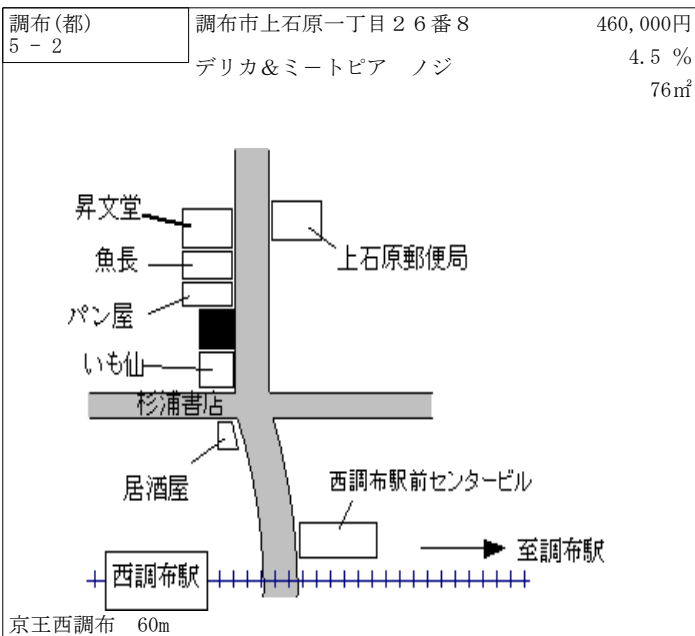 調布(都)
5 - 2
調布市上石原一丁目26番8
460,000円
デリカ&ミートピア ノジ
4.5 %
76㎡
昇文堂
上石原郵便局
魚長
パン屋
いも仙
杉浦書店
居酒屋
西調布駅前センタービル
至調布駅
西調布駅
京王西調布 60m